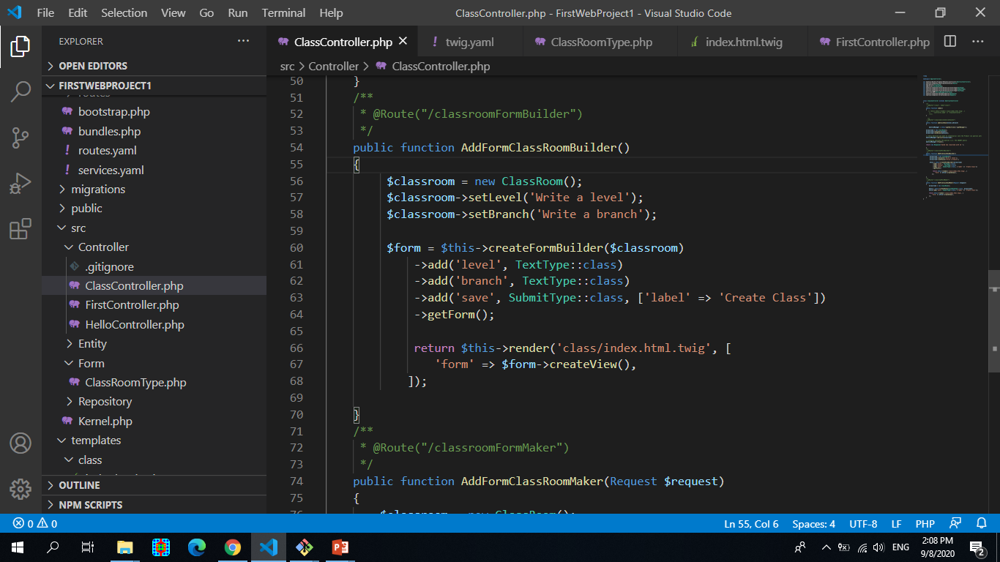 File Edit Selection View Go Run Terminal Help ClassController.php - FirstWebProject1 - Visual Studio Code
EXPLORER
OPEN EDITORS
FIRSTWEBPROJECT1
routes
bootstrap.php
bundles.php
routes.yaml
services.yaml
migrations
public
src
Controller
.gitignore
ClassController.php
FirstController.php
HelloController.php
Entity
Form
ClassRoomType.php
Repository
Kernel.php
templates
class
OUTLINE
NPM SCRIPTS
ClassController.php twig.yaml ClassRoomType.php index.html.twig FirstController.php
src > Controller > ClassController.php
50 }
51 /**
52 * @Route("/classroomFormBuilder")
53 */
54 public function AddFormClassRoomBuilder()
55 {
56 $classroom = new ClassRoom();
57 $classroom->setLevel('Write a level');
58 $classroom->setBranch('Write a branch');
59
60 $form = $this->createFormBuilder($classroom)
61 ->add('level', TextType::class)
62 ->add('branch', TextType::class)
63 ->add('save', SubmitType::class, ['label' => 'Create Class'])
64 ->getForm();
65
66 return $this->render('class/index.html.twig', [
67 'form' => $form->createView(),
68 ]);
69
70 }
71 /**
72 * @Route("/classroomFormMaker")
73 */
74 public function AddFormClassRoomMaker(Request $request)
75 {
76 $classroom = new ClassRoom();
0 0 Ln 55, Col 6 Spaces: 4 UTF-8 LF PHP
ENG 2:08 PM
9/8/2020 2